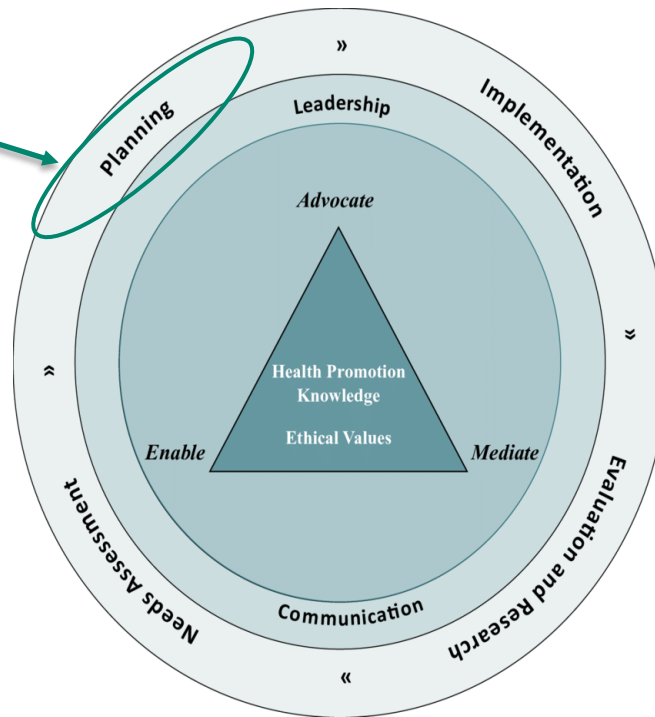 »
Planning
Leadership
Implementation
Advocate
»
Health Promotion
Knowledge
Ethical Values
»
Enable
Mediate
Needs Assessment
Evaluation and Research
Communication
»